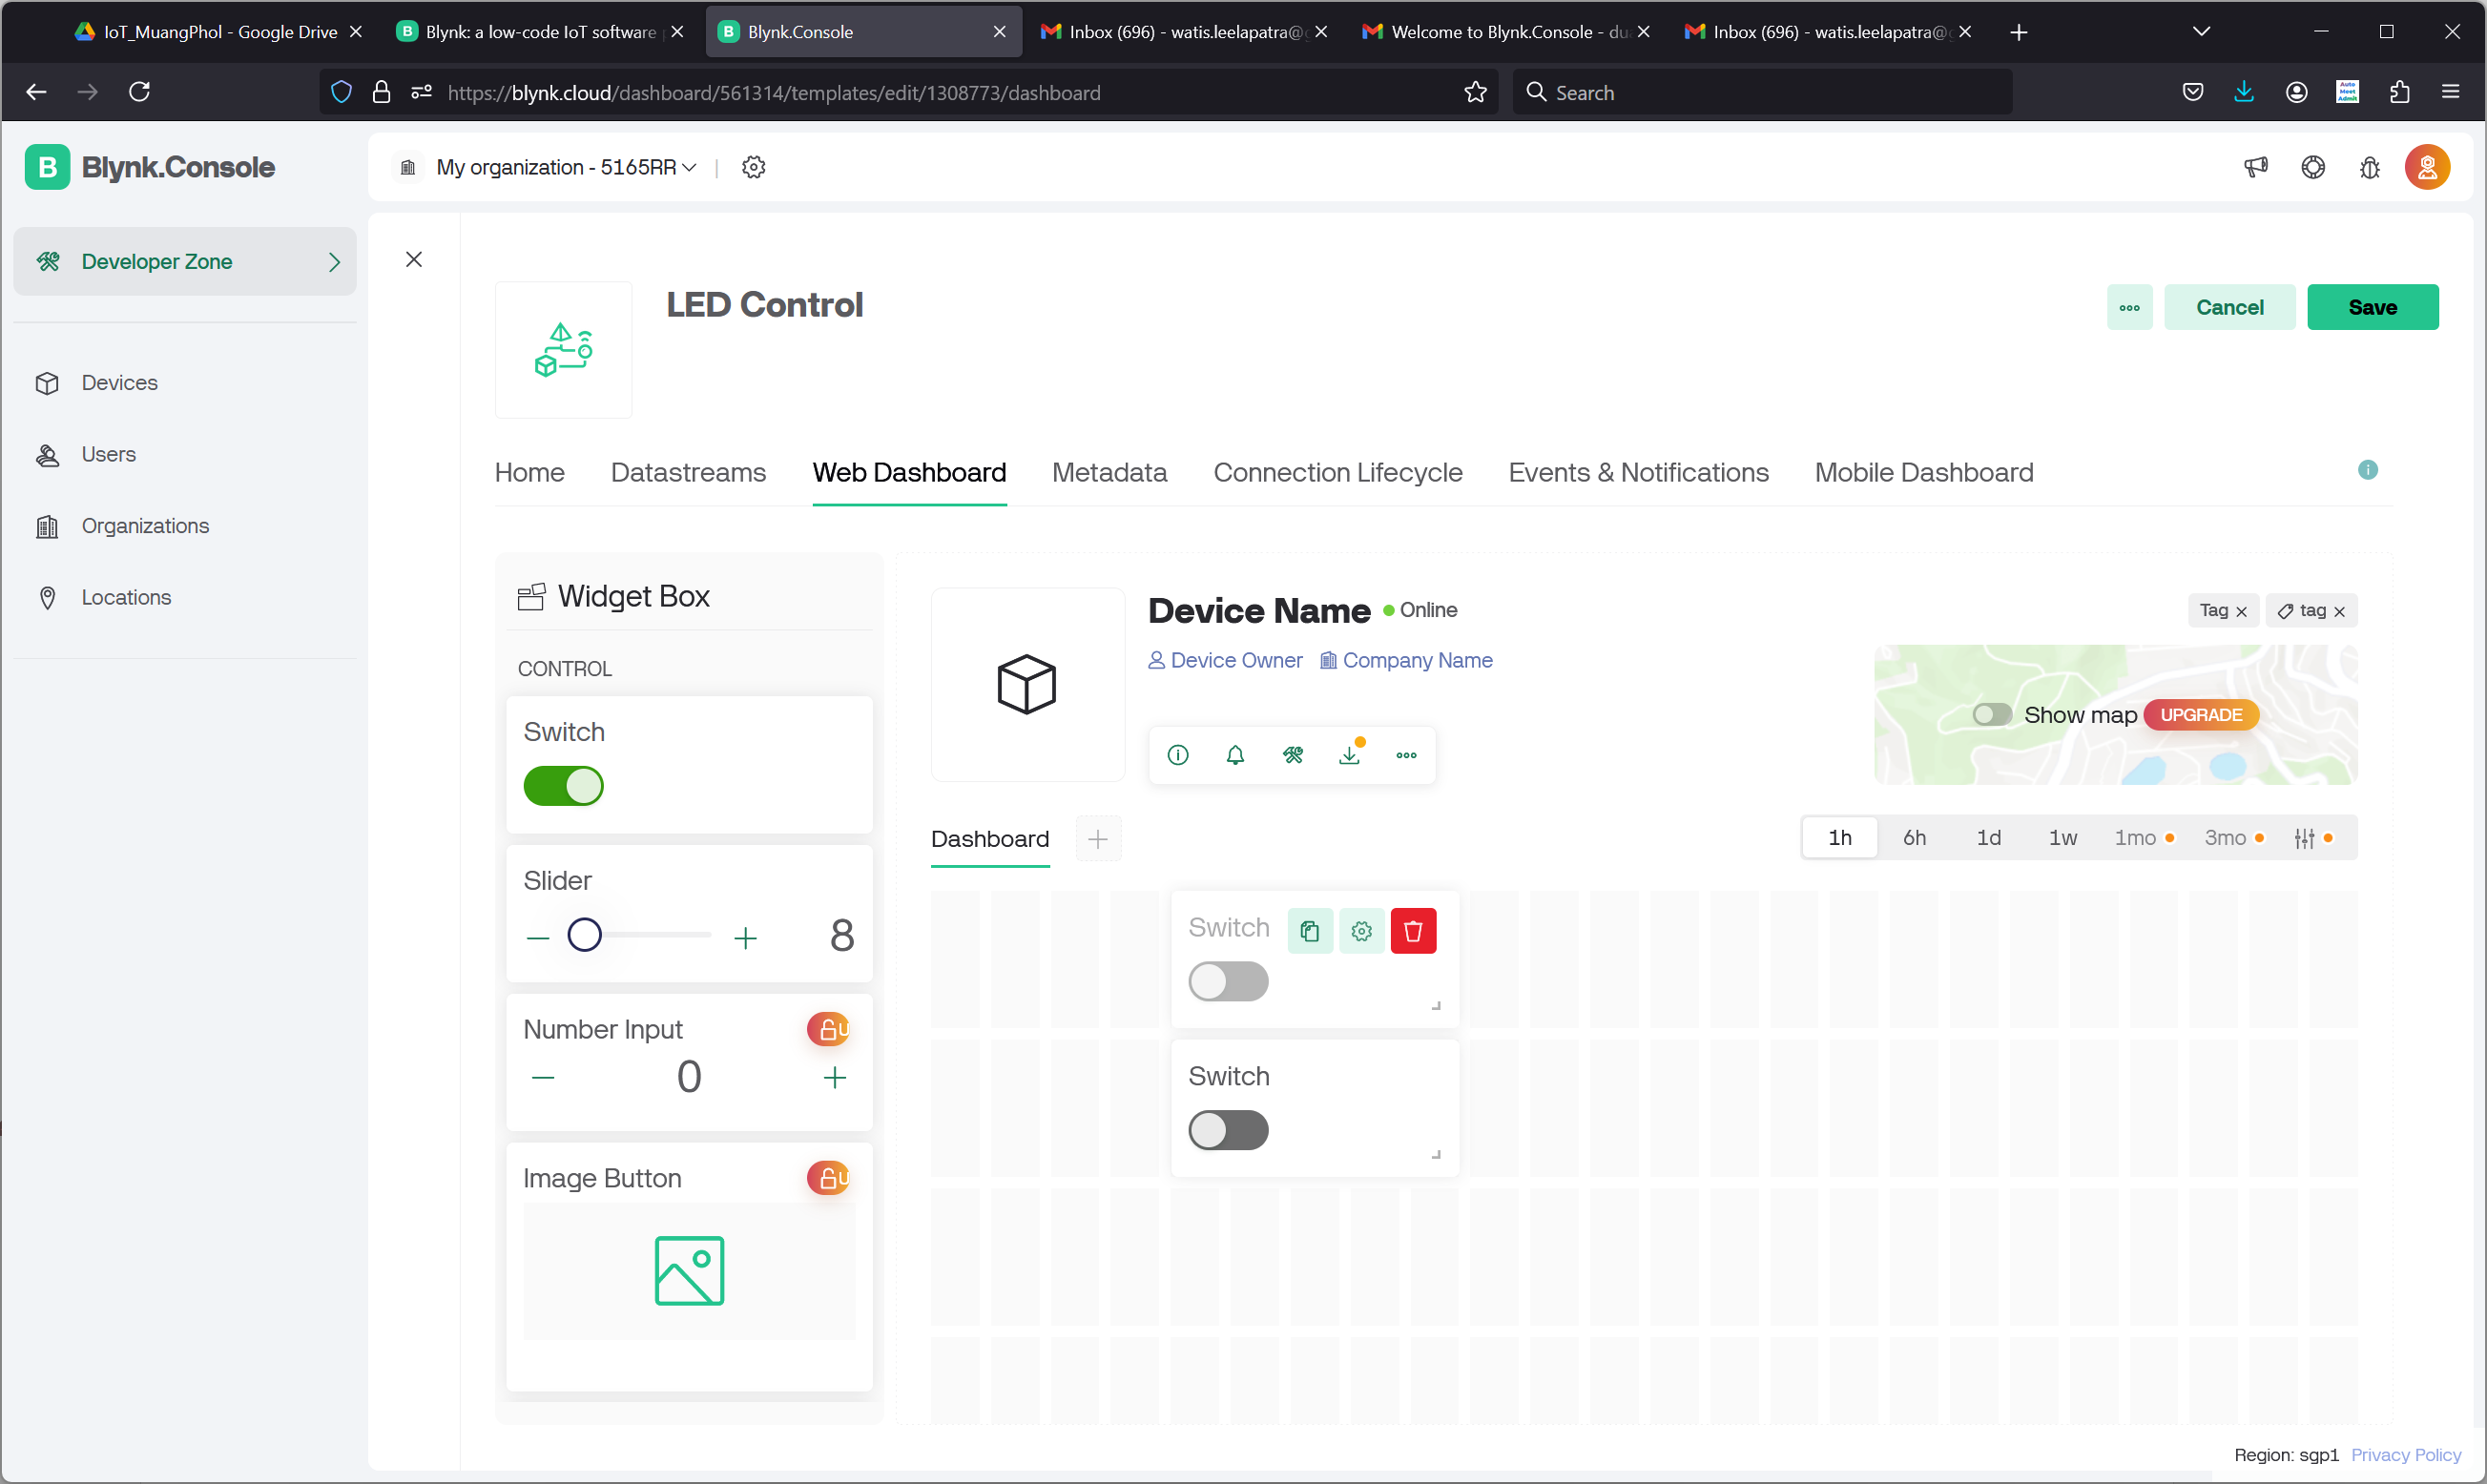 IoT_MuangPhol - Google Drive
Blynk: a low-code IoT software
Blynk.Console
Inbox (696) - watis.leelapatra@
Welcome to Blynk.Console - du
Inbox (696) - watis.leelapatra@
https://blynk.cloud/dashboard/561314/templates/edit/1308773/dashboard
Search
Auto Meet Admit
B Blynk.Console
My organization - 5165RR
Developer Zone
Devices
Users
Organizations
Locations
LED Control
Cancel
Save
Home
Datastreams
Web Dashboard
Metadata
Connection Lifecycle
Events & Notifications
Mobile Dashboard
Widget Box
CONTROL
Switch
Slider
8
Number Input
U
0
Image Button
U
Device Name
Online
Device Owner
Company Name
Tag
tag
Show map
UPGRADE
Dashboard
1h
6h
1d
1w
1mo
3mo
Switch
Switch
Region: sgp1
Privacy Policy